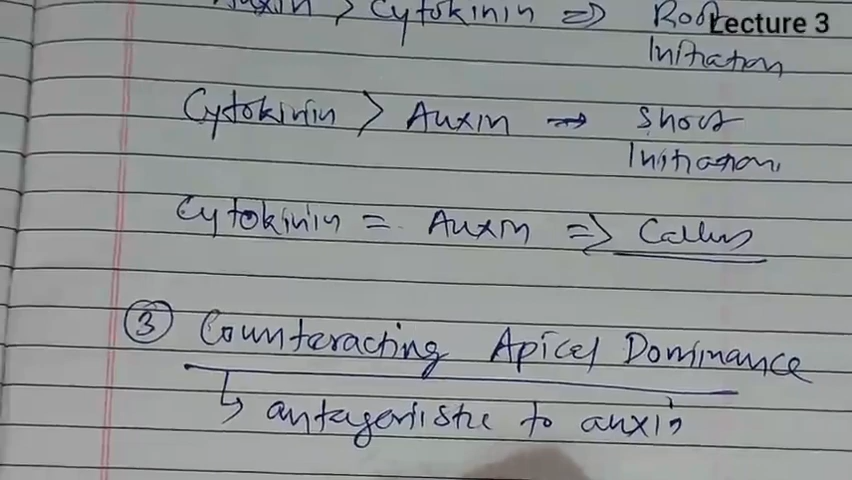 Auxin > Cytokinin => Root
Lecture 3
Initiation
Cytokinin > Auxin → Shoot
Initiation
Cytokinin = Auxin => Callus
③ Counteracting Apical Dominance
↳ antagonistic to auxin